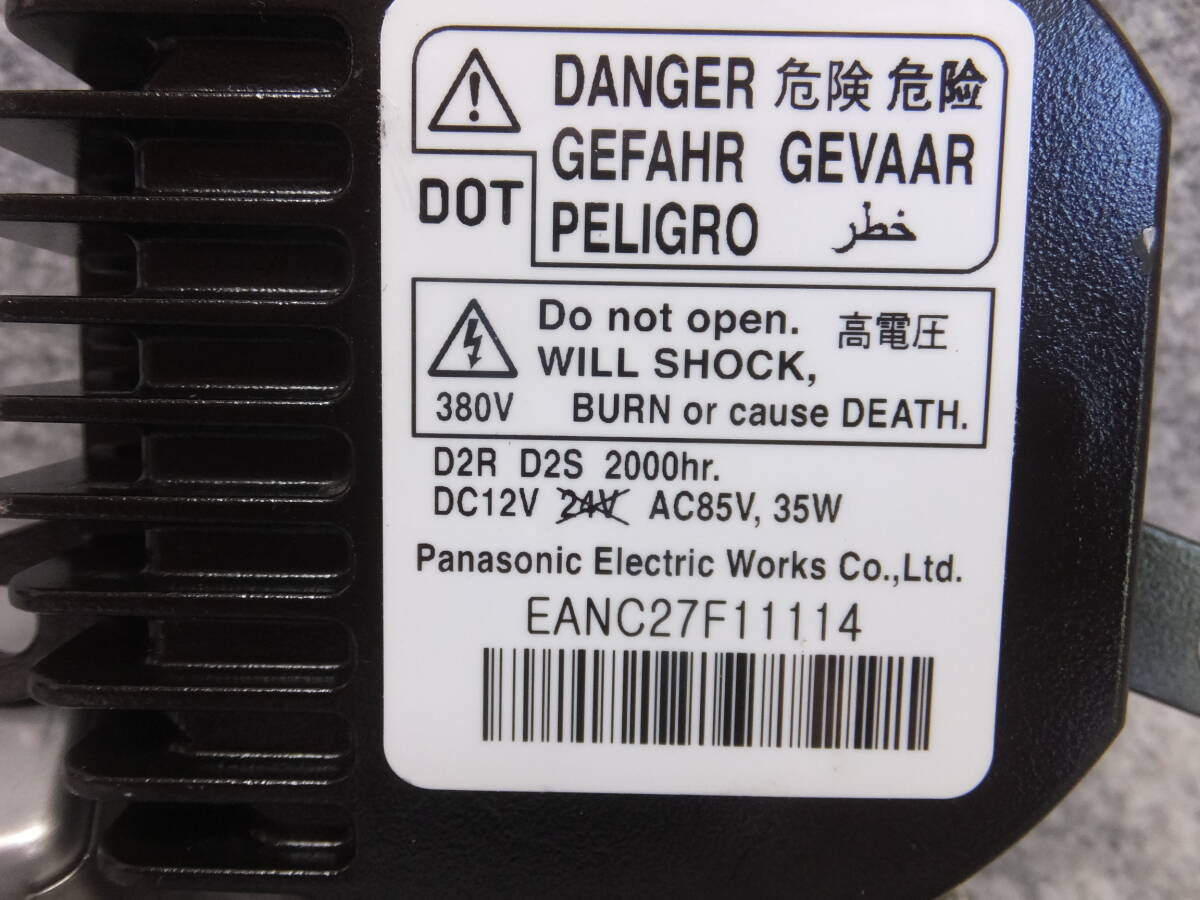 DANGER 危険 危险
GEFAHR GEVAAR
DOT
PELIGRO خطر
Do not open. 高電圧
WILL SHOCK,
380V BURN or cause DEATH.
D2R D2S 2000hr.
DC12V 24V AC85V, 35W
Panasonic Electric Works Co.,Ltd.
EANC27F11114